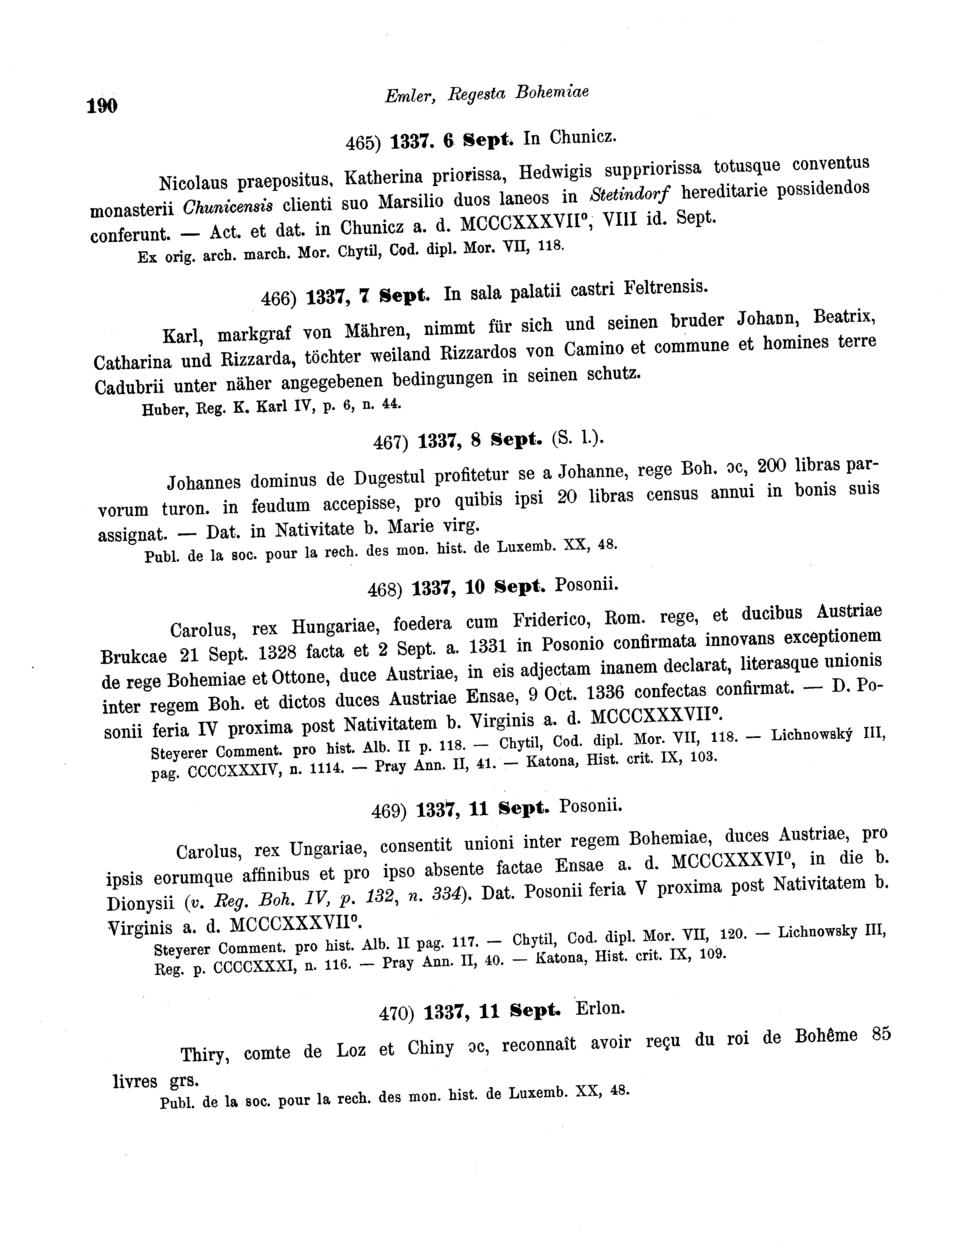 190
Emler, Regesta Bohemiae
465) 1337. 6 Sept. In Chunicz.
Nicolaus praepositus, Katherina priorissa, Hedwigis suppriorissa totusque conventus
monasterii Chunicensis clienti suo Marsilio duos laneos in Stetindorf hereditarie possidendos
conferunt. — Act. et dat. in Chunicz a. d. MCCCXXXVII⁰, VIII id. Sept.
Ex orig. arch. march. Mor. Chytil, Cod. dipl. Mor. VII, 118.
466) 1337, 7 Sept. In sala palatii castri Feltrensis.
Karl, markgraf von Mähren, nimmt für sich und seinen bruder Johann, Beatrix,
Catharina und Rizzarda, töchter weiland Rizzardos von Camino et commune et homines terre
Cadubrii unter näher angegebenen bedingungen in seinen schutz.
Huber, Reg. K. Karl IV, p. 6, n. 44.
467) 1337, 8 Sept. (S. l.).
Johannes dominus de Dugestul profitetur se a Johanne, rege Boh. ɔc, 200 libras par-
vorum turon. in feudum accepisse, pro quibis ipsi 20 libras census annui in bonis suis
assignat. — Dat. in Nativitate b. Marie virg.
Publ. de la soc. pour la rech. des mon. hist. de Luxemb. XX, 48.
468) 1337, 10 Sept. Posonii.
Carolus, rex Hungariae, foedera cum Friderico, Rom. rege, et ducibus Austriae
Brukcae 21 Sept. 1328 facta et 2 Sept. a. 1331 in Posonio confirmata innovans exceptionem
de rege Bohemiae et Ottone, duce Austriae, in eis adjectam inanem declarat, literasque unionis
inter regem Boh. et dictos duces Austriae Ensae, 9 Oct. 1336 confectas confirmat. — D. Po-
sonii feria IV proxima post Nativitatem b. Virginis a. d. MCCCXXXVII⁰.
Steyerer Comment. pro hist. Alb. II p. 118. — Chytil, Cod. dipl. Mor. VII, 118. — Lichnowský III,
pag. CCCCXXXIV, n. 1114. — Pray Ann. II, 41. — Katona, Hist. crit. IX, 103.
469) 1337, 11 Sept. Posonii.
Carolus, rex Ungariae, consentit unioni inter regem Bohemiae, duces Austriae, pro
ipsis eorumque affinibus et pro ipso absente factae Ensae a. d. MCCCXXXVI⁰, in die b.
Dionysii (v. Reg. Boh. IV, p. 132, n. 334). Dat. Posonii feria V proxima post Nativitatem b.
Virginis a. d. MCCCXXXVII⁰.
Steyerer Comment. pro hist. Alb. II pag. 117. — Chytil, Cod. dipl. Mor. VII, 120. — Lichnowsky III,
Reg. p. CCCCXXXI, n. 116. — Pray Ann. II, 40. — Katona, Hist. crit. IX, 109.
470) 1337, 11 Sept. Erlon.
Thiry, comte de Loz et Chiny ɔc, reconnaît avoir reçu du roi de Bohême 85
livres grs.
Publ. de la soc. pour la rech. des mon. hist. de Luxemb. XX, 48.